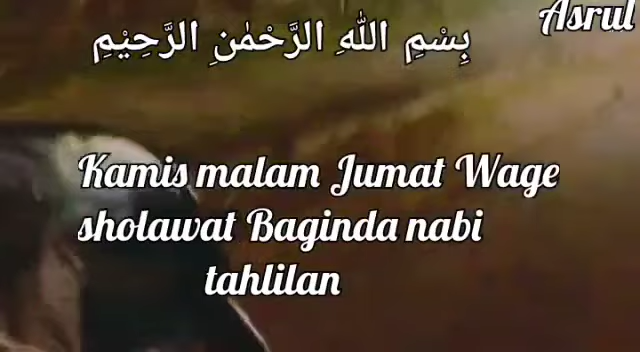 Asrul
بِسْمِ اللّٰهِ الرَّحْمٰنِ الرَّحِيْمِ
Kamis malam Jumat Wage
sholawat Baginda nabi
tahlilan